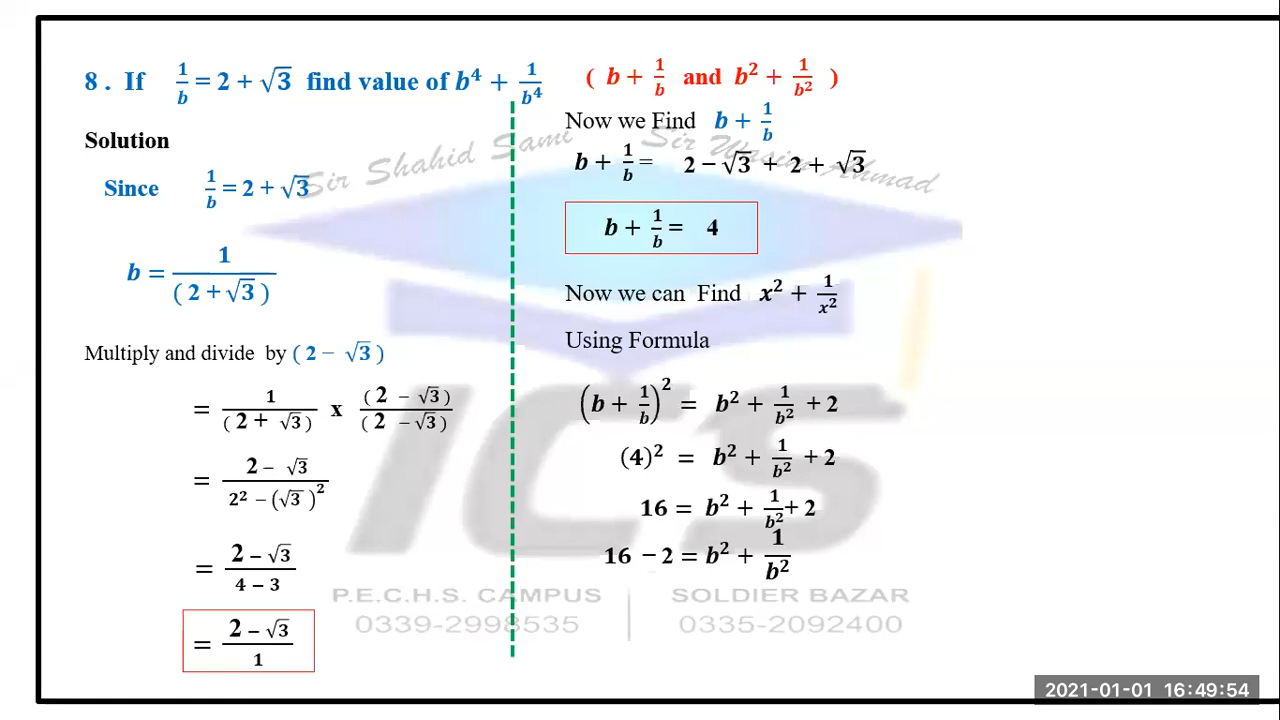 8 . If 1/b = 2 + √3 find value of b⁴ + 1/b⁴ ( b + 1/b and b² + 1/b² )
Solution
Since 1/b = 2 + √3
b = 1/( 2 + √3 )
Multiply and divide by ( 2 − √3 )
= 1/( 2 + √3 ) x ( 2 − √3 )/( 2 − √3 )
= 2 − √3/2² − (√3 )²
= 2 − √3/4 − 3
= 2 − √3/1
Now we Find b + 1/b
b + 1/b = 2 − √3 + 2 + √3
b + 1/b = 4
Now we can Find x² + 1/x²
Using Formula
(b + 1/b)² = b² + 1/b² + 2
(4)² = b² + 1/b² + 2
16 = b² + 1/b² + 2
16 − 2 = b² + 1/b²
Sir Shahid Sami Sir Wasim Ahmad
ICS
P.E.C.H.S. CAMPUS | SOLDIER BAZAR
0339-2998535 | 0335-2092400
2021-01-01 16:49:54